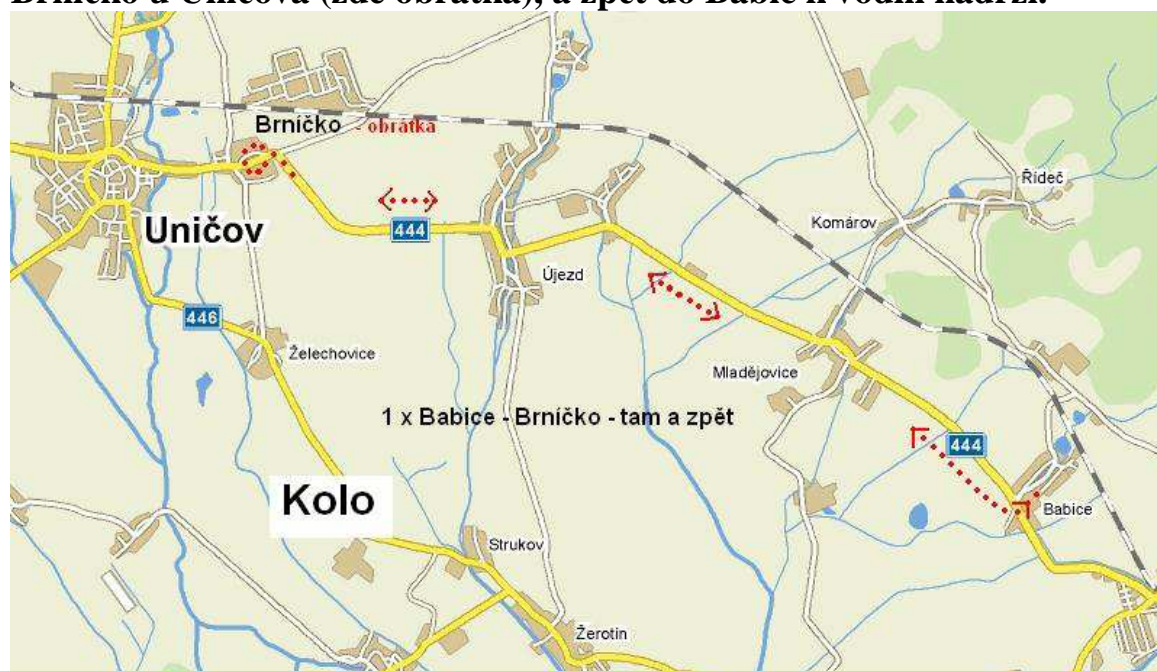 Brníčko u Uničova (zde obrátka), a zpět do Babic k vodní nádrži.
Brníčko - obrátka
Řídeč
Komárov
Uničov
444
Újezd
446
Želechovice
Mladějovice
1 x Babice - Brníčko - tam a zpět
444
Kolo
Babice
Strukov
Žerotín